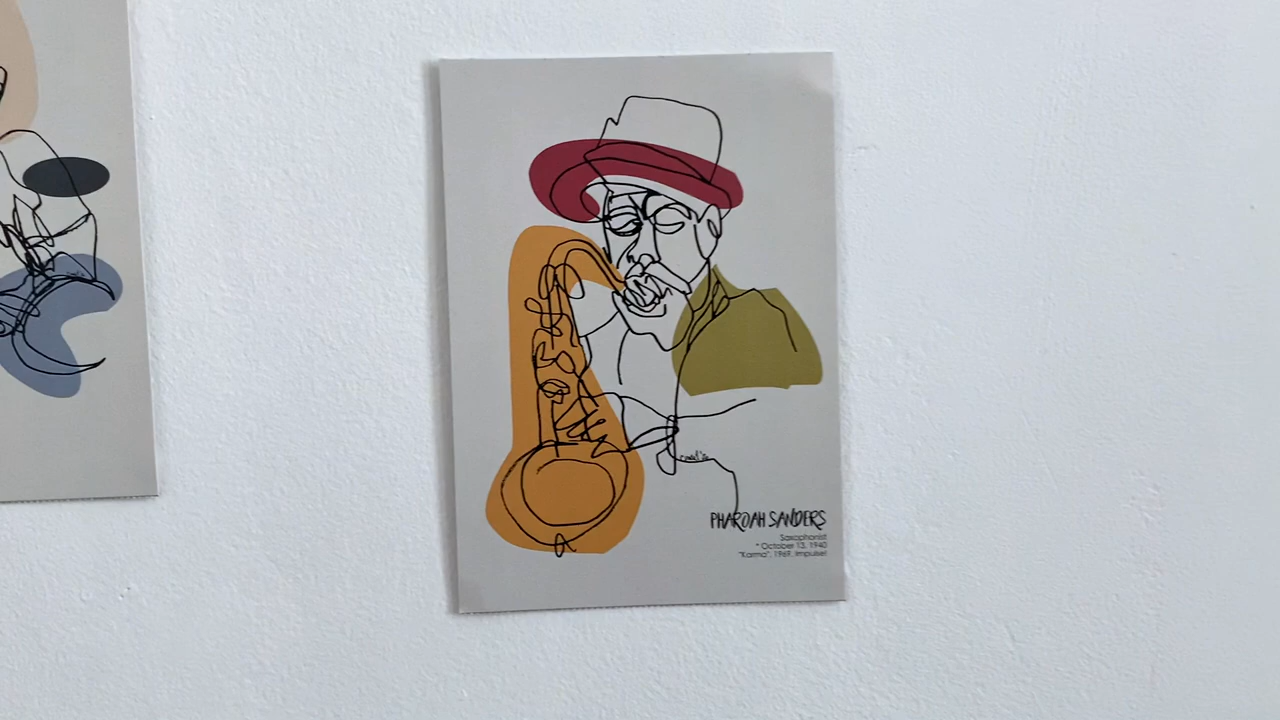 PHAROAH SANDERS
Saxophonist
* October 13, 1940
"Karma", 1969, Impulse!